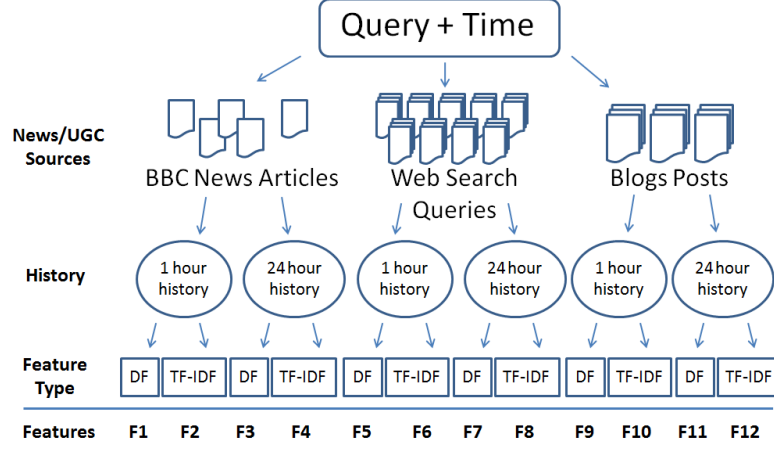 Query + Time
News/UGC
Sources
BBC News Articles
Web Search
Queries
Blogs Posts
History
1 hour
history
24 hour
history
1 hour
history
24 hour
history
1 hour
history
24 hour
history
Feature
Type
DF TF-IDF DF TF-IDF DF TF-IDF DF TF-IDF DF TF-IDF DF TF-IDF
Features F1 F2 F3 F4 F5 F6 F7 F8 F9 F10 F11 F12